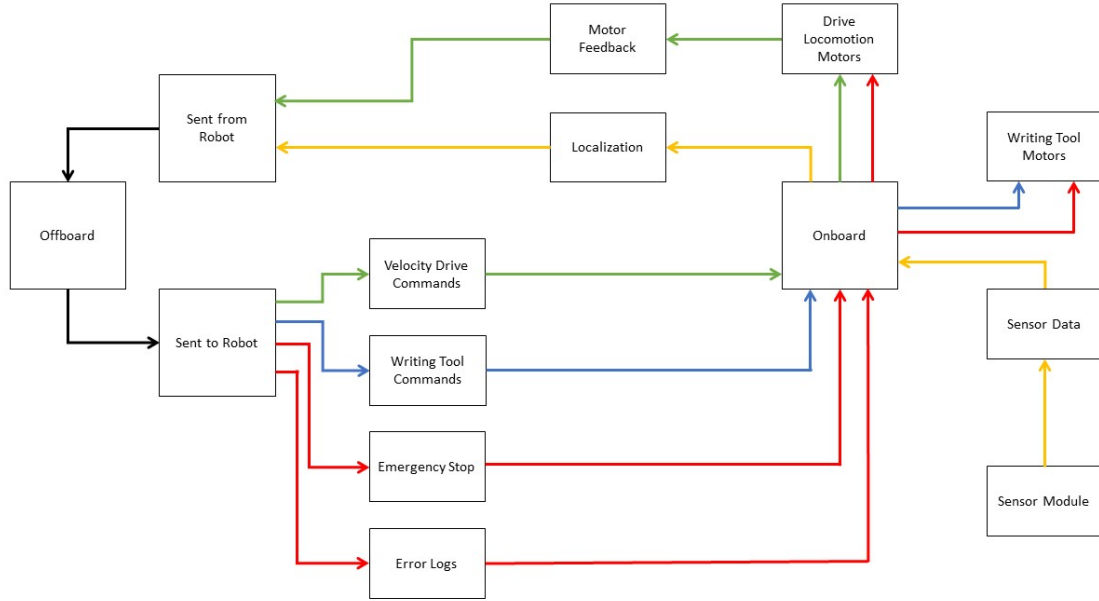 Motor
Feedback
Drive
Locomotion
Motors
Sent from
Robot
Localization
Writing Tool
Motors
Offboard
Onboard
Velocity Drive
Commands
Sent to Robot
Sensor Data
Writing Tool
Commands
Emergency Stop
Sensor Module
Error Logs